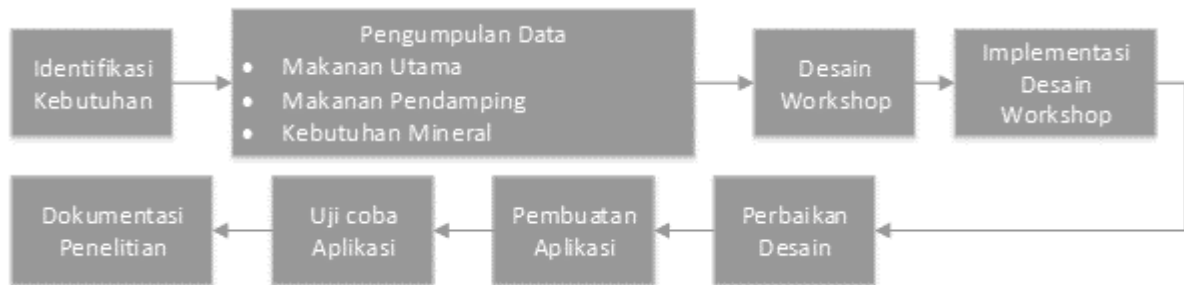 Identifikasi
Kebutuhan
Pengumpulan Data
• Makanan Utama
• Makanan Pendamping
• Kebutuhan Mineral
Desain
Workshop
Implementasi
Desain
Workshop
Perbaikan
Desain
Pembuatan
Aplikasi
Uji coba
Aplikasi
Dokumentasi
Penelitian